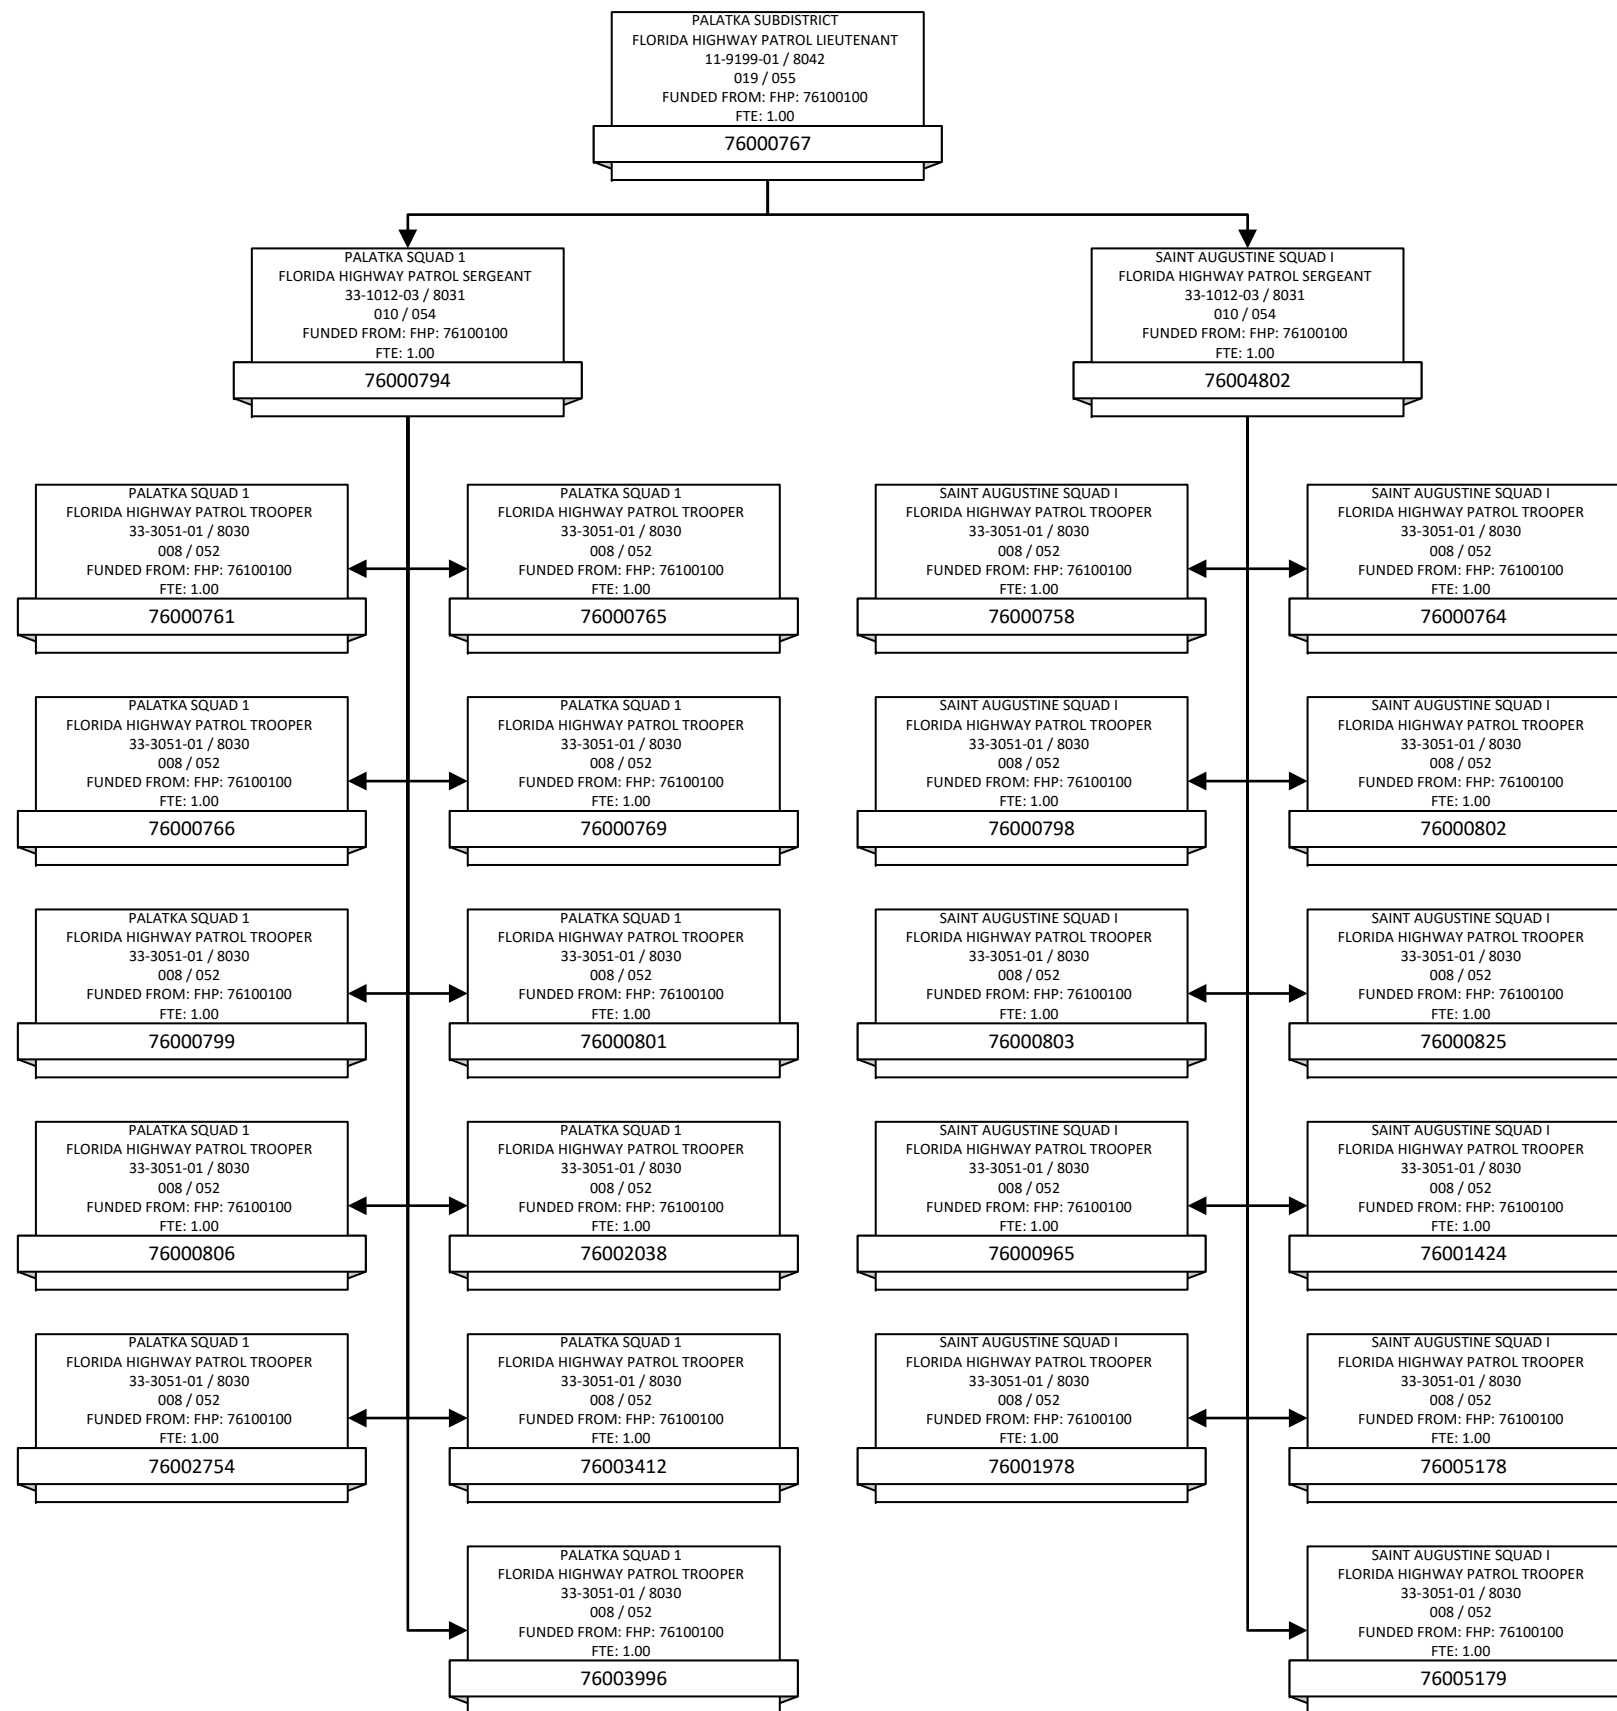 PALATKA SUBDISTRICT
FLORIDA HIGHWAY PATROL LIEUTENANT
11-9199-01 / 8042
019 / 055
FUNDED FROM: FHP: 76100100
FTE: 1.00
76000767
PALATKA SQUAD 1
FLORIDA HIGHWAY PATROL SERGEANT
33-1012-03 / 8031
010 / 054
FUNDED FROM: FHP: 76100100
FTE: 1.00
76000794
SAINT AUGUSTINE SQUAD I
FLORIDA HIGHWAY PATROL SERGEANT
33-1012-03 / 8031
010 / 054
FUNDED FROM: FHP: 76100100
FTE: 1.00
76004802
PALATKA SQUAD 1
FLORIDA HIGHWAY PATROL TROOPER
33-3051-01 / 8030
008 / 052
FUNDED FROM: FHP: 76100100
FTE: 1.00
76000761
PALATKA SQUAD 1
FLORIDA HIGHWAY PATROL TROOPER
33-3051-01 / 8030
008 / 052
FUNDED FROM: FHP: 76100100
FTE: 1.00
76000765
SAINT AUGUSTINE SQUAD I
FLORIDA HIGHWAY PATROL TROOPER
33-3051-01 / 8030
008 / 052
FUNDED FROM: FHP: 76100100
FTE: 1.00
76000758
SAINT AUGUSTINE SQUAD I
FLORIDA HIGHWAY PATROL TROOPER
33-3051-01 / 8030
008 / 052
FUNDED FROM: FHP: 76100100
FTE: 1.00
76000764
PALATKA SQUAD 1
FLORIDA HIGHWAY PATROL TROOPER
33-3051-01 / 8030
008 / 052
FUNDED FROM: FHP: 76100100
FTE: 1.00
76000766
PALATKA SQUAD 1
FLORIDA HIGHWAY PATROL TROOPER
33-3051-01 / 8030
008 / 052
FUNDED FROM: FHP: 76100100
FTE: 1.00
76000769
SAINT AUGUSTINE SQUAD I
FLORIDA HIGHWAY PATROL TROOPER
33-3051-01 / 8030
008 / 052
FUNDED FROM: FHP: 76100100
FTE: 1.00
76000798
SAINT AUGUSTINE SQUAD I
FLORIDA HIGHWAY PATROL TROOPER
33-3051-01 / 8030
008 / 052
FUNDED FROM: FHP: 76100100
FTE: 1.00
76000802
PALATKA SQUAD 1
FLORIDA HIGHWAY PATROL TROOPER
33-3051-01 / 8030
008 / 052
FUNDED FROM: FHP: 76100100
FTE: 1.00
76000799
PALATKA SQUAD 1
FLORIDA HIGHWAY PATROL TROOPER
33-3051-01 / 8030
008 / 052
FUNDED FROM: FHP: 76100100
FTE: 1.00
76000801
SAINT AUGUSTINE SQUAD I
FLORIDA HIGHWAY PATROL TROOPER
33-3051-01 / 8030
008 / 052
FUNDED FROM: FHP: 76100100
FTE: 1.00
76000803
SAINT AUGUSTINE SQUAD I
FLORIDA HIGHWAY PATROL TROOPER
33-3051-01 / 8030
008 / 052
FUNDED FROM: FHP: 76100100
FTE: 1.00
76000825
PALATKA SQUAD 1
FLORIDA HIGHWAY PATROL TROOPER
33-3051-01 / 8030
008 / 052
FUNDED FROM: FHP: 76100100
FTE: 1.00
76000806
PALATKA SQUAD 1
FLORIDA HIGHWAY PATROL TROOPER
33-3051-01 / 8030
008 / 052
FUNDED FROM: FHP: 76100100
FTE: 1.00
76002038
SAINT AUGUSTINE SQUAD I
FLORIDA HIGHWAY PATROL TROOPER
33-3051-01 / 8030
008 / 052
FUNDED FROM: FHP: 76100100
FTE: 1.00
76000965
SAINT AUGUSTINE SQUAD I
FLORIDA HIGHWAY PATROL TROOPER
33-3051-01 / 8030
008 / 052
FUNDED FROM: FHP: 76100100
FTE: 1.00
76001424
PALATKA SQUAD 1
FLORIDA HIGHWAY PATROL TROOPER
33-3051-01 / 8030
008 / 052
FUNDED FROM: FHP: 76100100
FTE: 1.00
76002754
PALATKA SQUAD 1
FLORIDA HIGHWAY PATROL TROOPER
33-3051-01 / 8030
008 / 052
FUNDED FROM: FHP: 76100100
FTE: 1.00
76003412
SAINT AUGUSTINE SQUAD I
FLORIDA HIGHWAY PATROL TROOPER
33-3051-01 / 8030
008 / 052
FUNDED FROM: FHP: 76100100
FTE: 1.00
76001978
SAINT AUGUSTINE SQUAD I
FLORIDA HIGHWAY PATROL TROOPER
33-3051-01 / 8030
008 / 052
FUNDED FROM: FHP: 76100100
FTE: 1.00
76005178
PALATKA SQUAD 1
FLORIDA HIGHWAY PATROL TROOPER
33-3051-01 / 8030
008 / 052
FUNDED FROM: FHP: 76100100
FTE: 1.00
76003996
SAINT AUGUSTINE SQUAD I
FLORIDA HIGHWAY PATROL TROOPER
33-3051-01 / 8030
008 / 052
FUNDED FROM: FHP: 76100100
FTE: 1.00
76005179